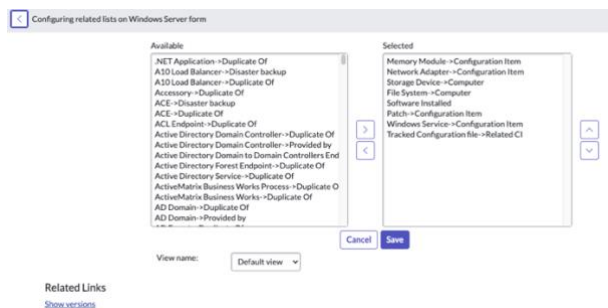 Configuring related lists on Windows Server form
Available
.NET Application->Duplicate Of
A10 Load Balancer->Disaster backup
A10 Load Balancer->Duplicate Of
Accessory->Duplicate Of
ACE->Disaster backup
ACE->Duplicate Of
ACL Endpoint->Duplicate Of
Active Directory Domain Controller->Duplicate Of
Active Directory Domain Controller->Provided by
Active Directory Domain to Domain Controllers End
Active Directory Forest Endpoint->Duplicate Of
Active Directory Service->Duplicate Of
ActiveMatrix Business Works Process->Duplicate O
ActiveMatrix Business Works->Duplicate Of
AD Domain->Duplicate Of
AD Domain->Provided by
Selected
Memory Module->Configuration Item
Network Adapter->Configuration Item
Storage Device->Computer
File System->Computer
Software Installed
Patch->Configuration Item
Windows Service->Configuration Item
Tracked Configuration file->Related CI
Cancel
Save
View name:
Default view
Related Links
Show versions